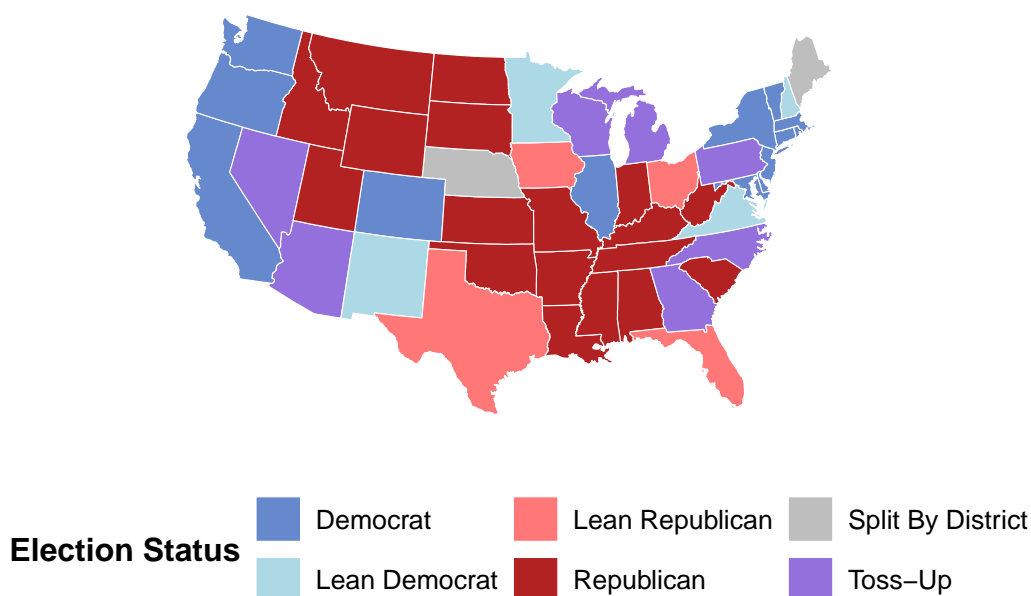 Democrat
Lean Republican
Split By District
Election Status
Lean Democrat
Republican
Toss−Up